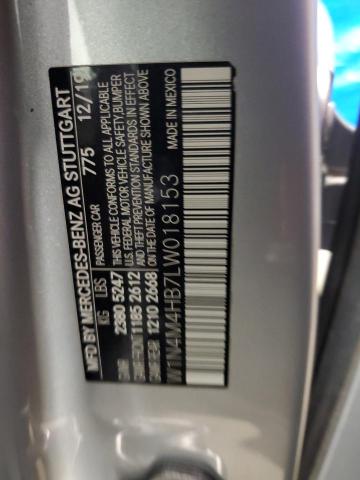 MFD BY MERCEDES-BENZ AG STUTTGART
PASSENGER CAR 775 12/19
KG LBS
2380 5247
1185 2612
1210 2668
THIS VEHICLE CONFORMS TO ALL APPLICABLE
U.S. FEDERAL MOTOR VEHICLE SAFETY, BUMPER
AND THEFT PREVENTION STANDARDS IN EFFECT ON
THE DATE OF MANUFACTURE SHOWN ABOVE
W1N4M4HB7LW018153 MADE IN MEXICO